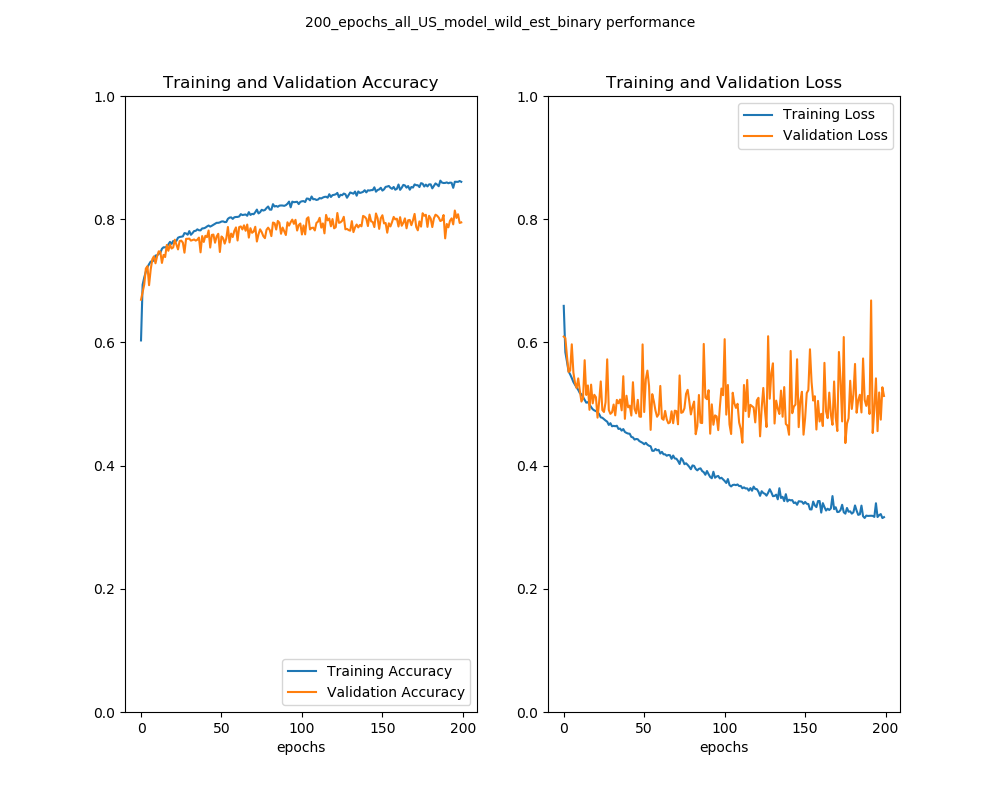 200_epochs_all_US_model_wild_est_binary performance
Training and Validation Accuracy
1.0
0.8
0.6
0.4
0.2
0.0
Training Accuracy
Validation Accuracy
0 50 100 150 200
epochs
Training and Validation Loss
1.0
0.8
0.6
0.4
0.2
0.0
Training Loss
Validation Loss
0 50 100 150 200
epochs